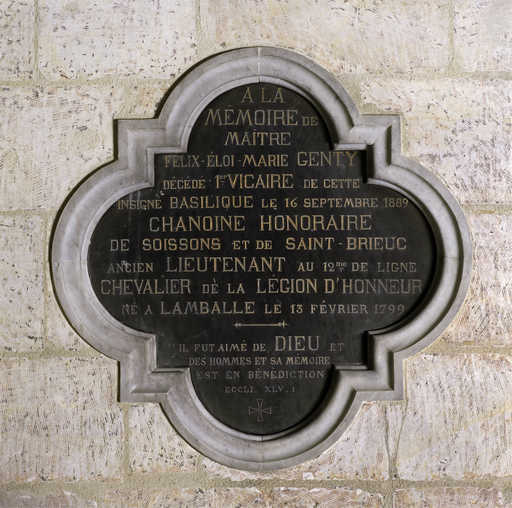 A LA
MÉMOIRE DE
MAÎTRE
FÉLIX-ÉLOI-MARIE GENTY
DÉCÉDÉ 1er VICAIRE DE CETTE
INSIGNE BASILIQUE LE 16 SEPTEMBRE 1889
CHANOINE HONORAIRE
DE SOISSONS ET DE SAINT-BRIEUC
ANCIEN LIEUTENANT AU 12me DE LIGNE
CHEVALIER DE LA LÉGION D'HONNEUR
NÉ A LAMBALLE LE 13 FÉVRIER 1799
IL FUT AIMÉ DE DIEU ET
DES HOMMES ET SA MÉMOIRE
EST EN BÉNÉDICTION
ECCLI. XLV. 1